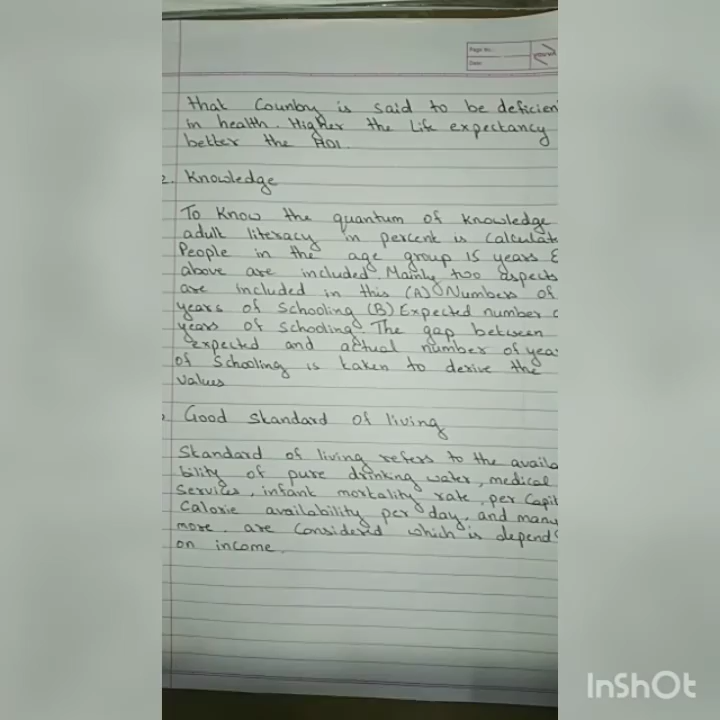 Page No.
Date
that Country is said to be deficien
in health. Higher the Life expectancy
better the HDI.
2. Knowledge
To Know the quantum of Knowledge
adult literacy in percent is Calculat
People in the age group 15 years &
above are included. Mainly two aspects
are included in this (A) Numbers of
years of Schooling (B) Expected number o
years of schooling. The gap between
Expected and actual number of yea
of Schooling is taken to derive the
values
Good Standard of living
Standard of living refers to the availa
bility of pure drinking water, medical
Services, infant mortality rate, per Capit
Calorie availability per day, and many
more. are Considered which is depend
on income.
InShOt